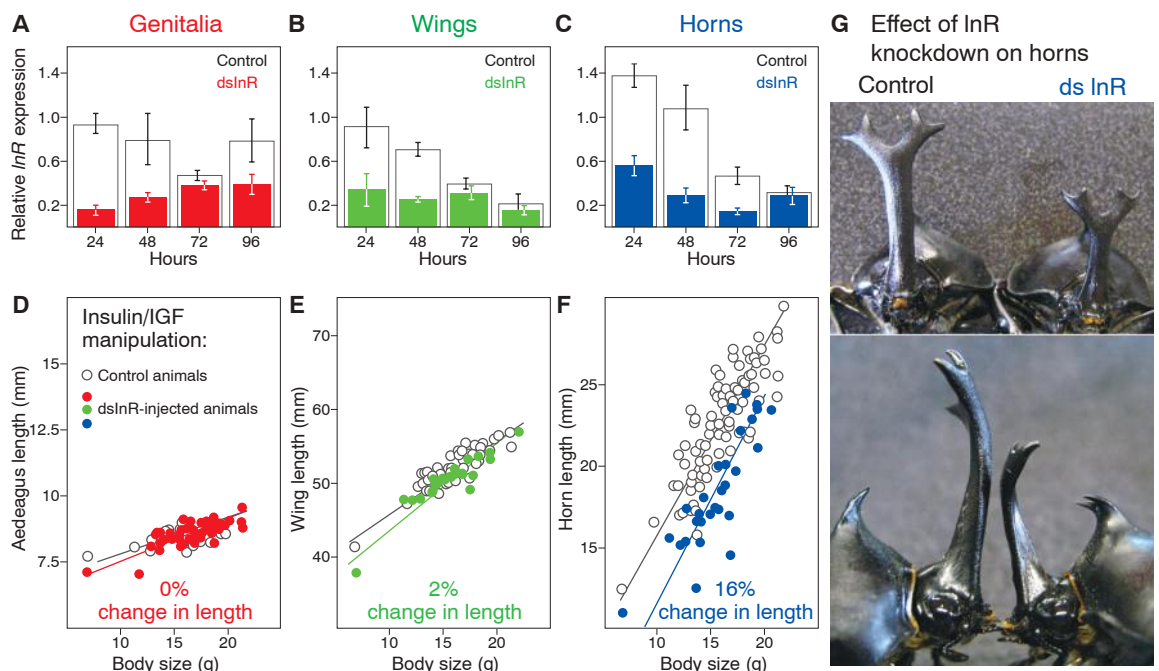 A Genitalia
Control
dsInR
Relative InR expression
1.4
1.0
0.6
0.2
24 48 72 96
Hours
B Wings
Control
dsInR
1.4
1.0
0.6
0.2
24 48 72 96
Hours
C Horns
Control
dsInR
1.4
1.0
0.6
0.2
24 48 72 96
Hours
D
Insulin/IGF
manipulation:
Control animals
dsInR-injected animals
Aedeagus length (mm)
15
12.5
10
7.5
0%
change in length
10 15 20
Body size (g)
E
Wing length (mm)
70
60
50
40
2%
change in length
10 15 20
Body size (g)
F
Horn length (mm)
25
20
15
16%
change in length
10 15 20
Body size (g)
G Effect of InR
knockdown on horns
Control ds InR